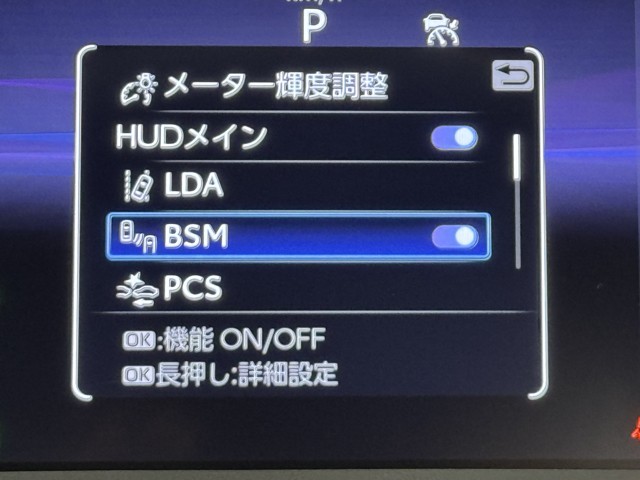 P
メーター輝度調整
HUDメイン
LDA
BSM
PCS
OK:機能 ON/OFF
OK長押し:詳細設定